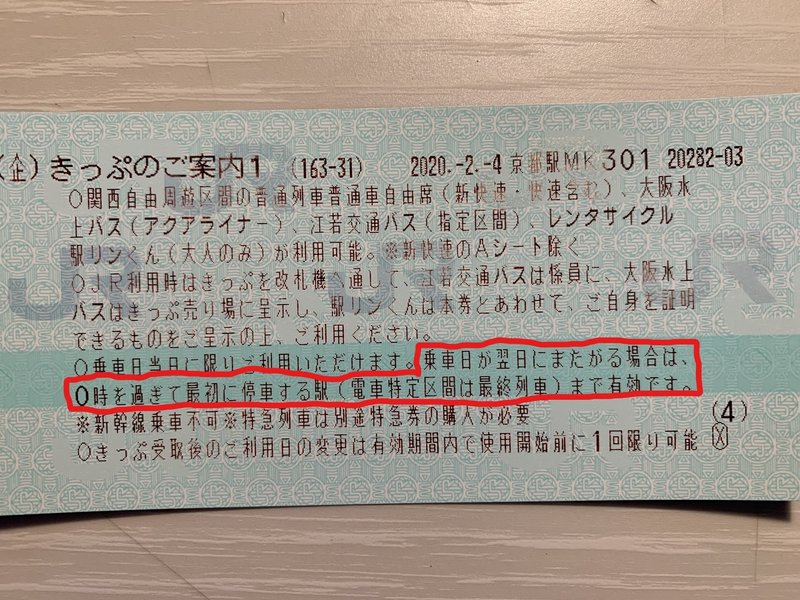 (企)きっぷのご案内1 (163-31) 2020.-2.-4 京都駅MK301 20282-03
○関西自由周遊区間の普通列車普通車自由席(新快速・快速含む)、大阪水
上バス(アクアライナー)、江若交通バス(指定区間)、レンタサイクル
駅リンくん(大人のみ)が利用可能。※新快速のAシート除く
○JR利用時はきっぷを改札機へ通して、江若交通バスは係員に、大阪水上
バスはきっぷ売り場に呈示し、駅リンくんは本券とあわせて、ご自身を証明
できるものをご呈示の上、ご利用ください。
○乗車日当日に限りご利用いただけます。乗車日が翌日にまたがる場合は、
0時を過ぎて最初に停車する駅(電車特定区間は最終列車)まで有効です。
※新幹線乗車不可※特急列車は別途特急券の購入が必要 (4)
○きっぷ受取後のご利用日の変更は有効期間内で使用開始前に1回限り可能